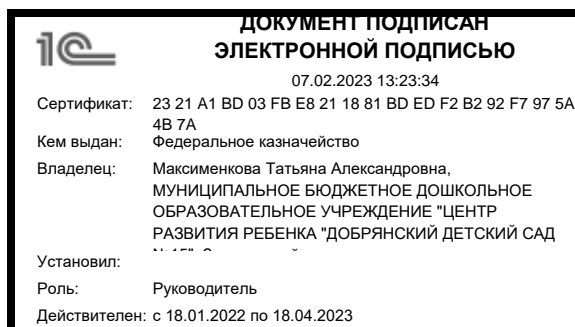 1С
ДОКУМЕНТ ПОДПИСАН
ЭЛЕКТРОННОЙ ПОДПИСЬЮ
07.02.2023 13:23:34
Сертификат: 23 21 A1 BD 03 FB E8 21 18 81 BD ED F2 B2 92 F7 97 5A
4B 7A
Кем выдан: Федеральное казначейство
Владелец: Максименкова Татьяна Александровна,
МУНИЦИПАЛЬНОЕ БЮДЖЕТНОЕ ДОШКОЛЬНОЕ
ОБРАЗОВАТЕЛЬНОЕ УЧРЕЖДЕНИЕ "ЦЕНТР
РАЗВИТИЯ РЕБЕНКА "ДОБРЯНСКИЙ ДЕТСКИЙ САД
Установил:
Роль: Руководитель
Действителен: с 18.01.2022 по 18.04.2023